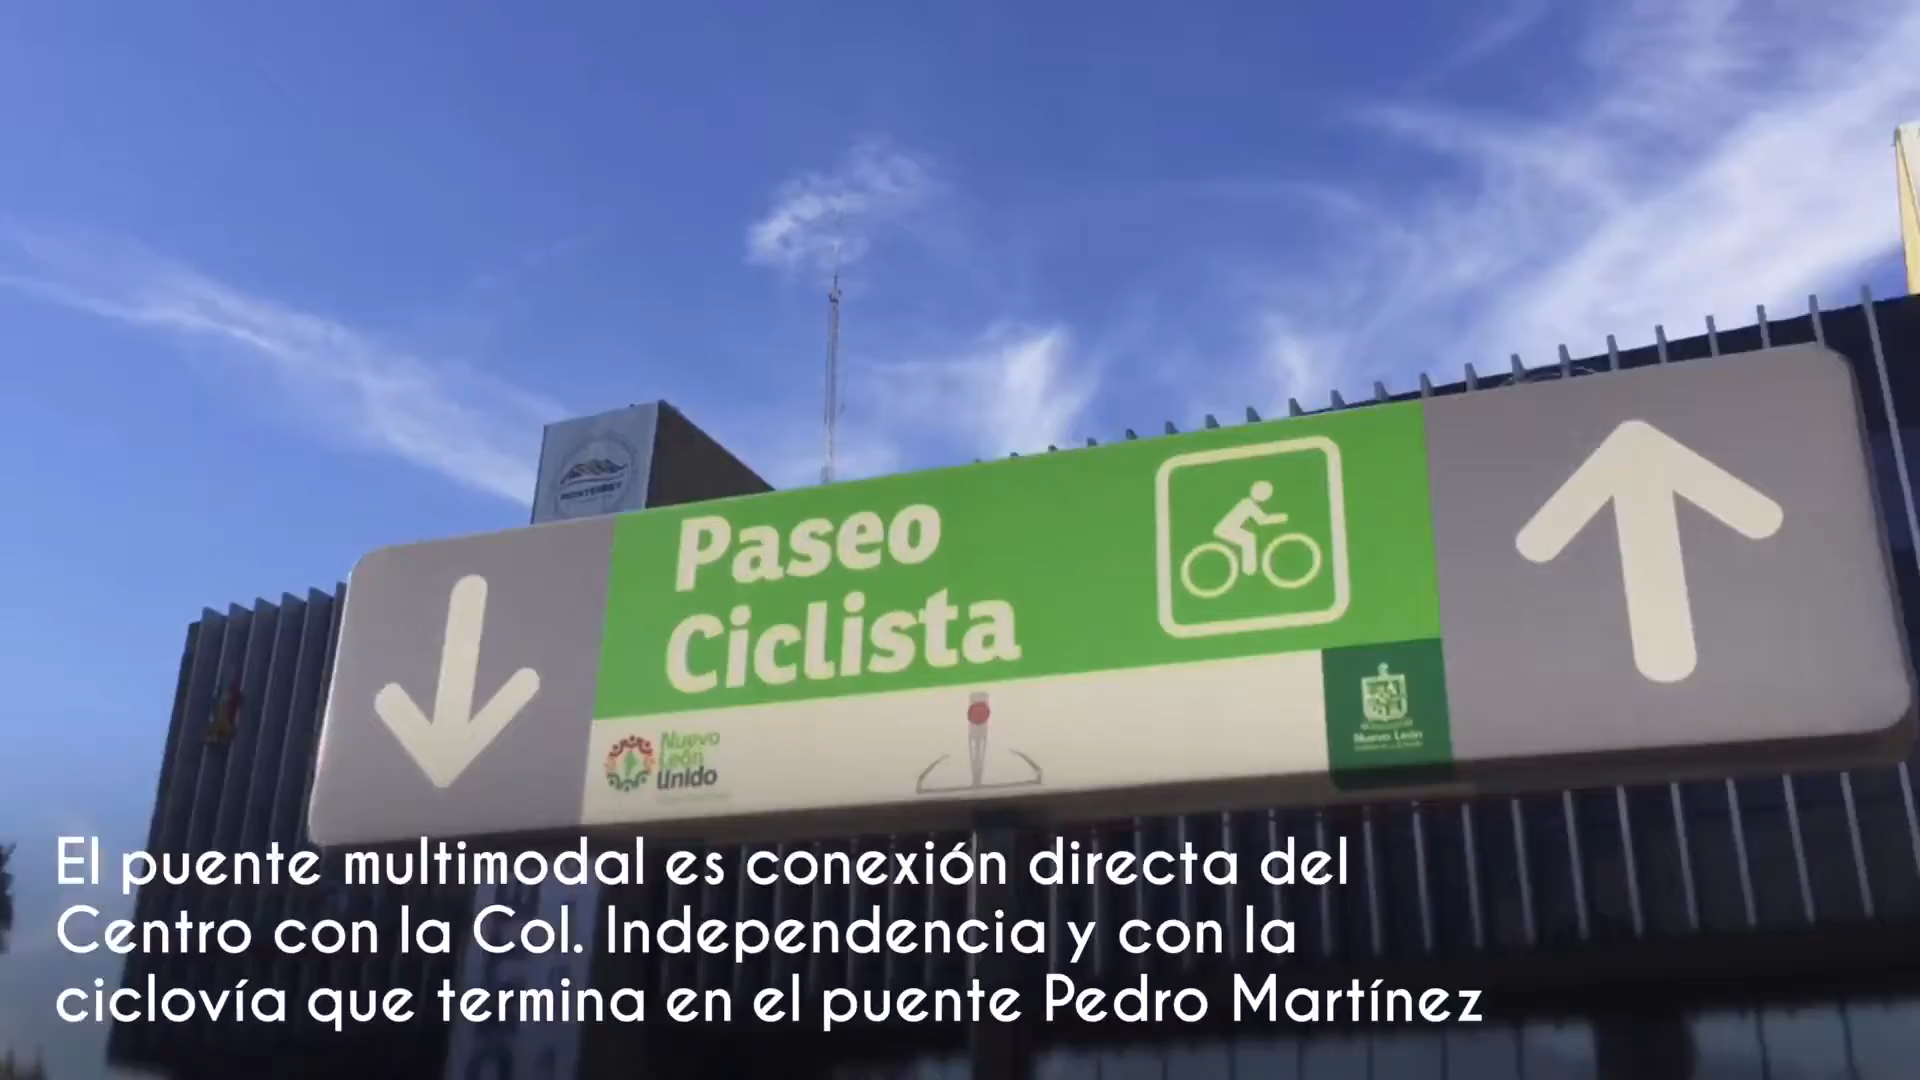 MONTERREY
Paseo
Ciclista
Nuevo
León
Unido
Nuevo León
El puente multimodal es conexión directa del
Centro con la Col. Independencia y con la
ciclovía que termina en el puente Pedro Martínez